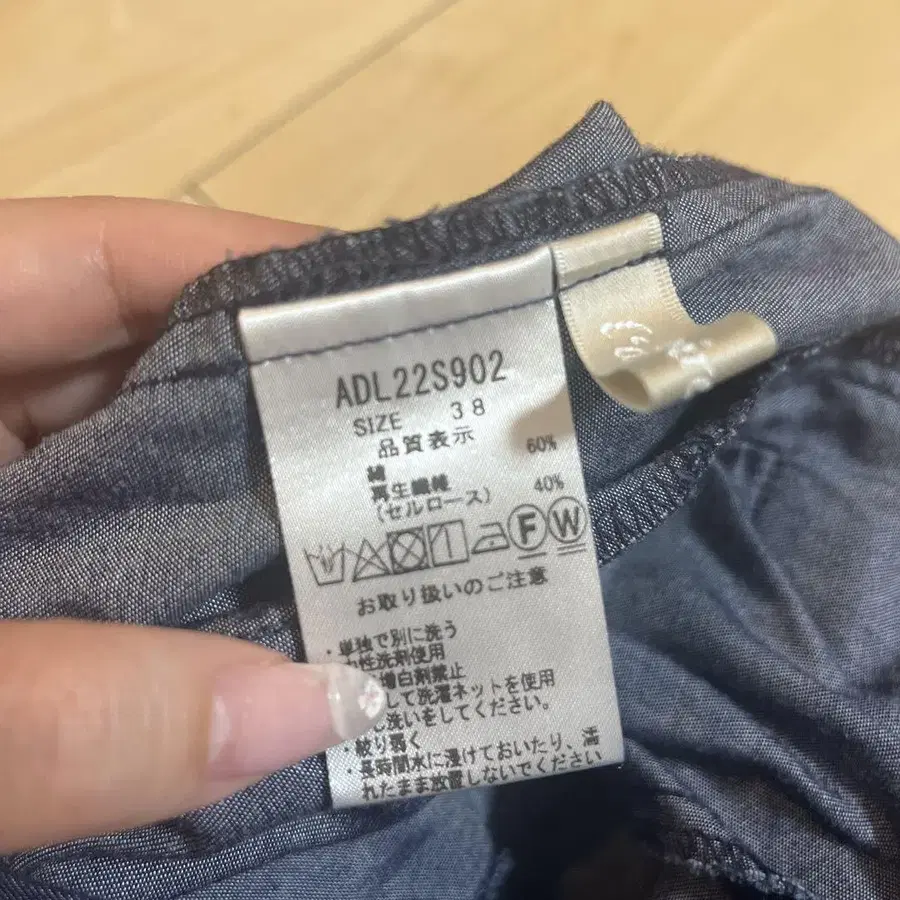 ADL22S902
SIZE 38
品質表示
綿 60%
再生繊維 40%
(セルロース)
F W
お取り扱いのご注意
・単独で別に洗う
性洗剤使用
増白剤禁止
して洗濯ネットを使用
洗いをしてください。
・絞り弱く
・長時間水に浸けておいたり、濡
れたまま放置しないでください